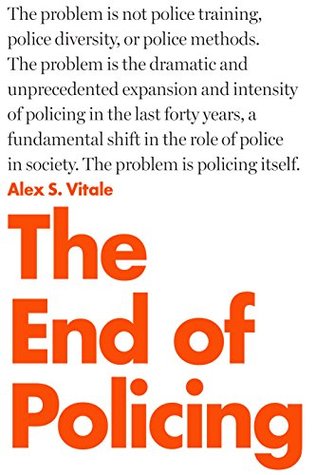 The problem is not police training,
police diversity, or police methods.
The problem is the dramatic and
unprecedented expansion and intensity
of policing in the last forty years, a
fundamental shift in the role of police
in society. The problem is policing itself.
Alex S. Vitale
The
End of
Policing